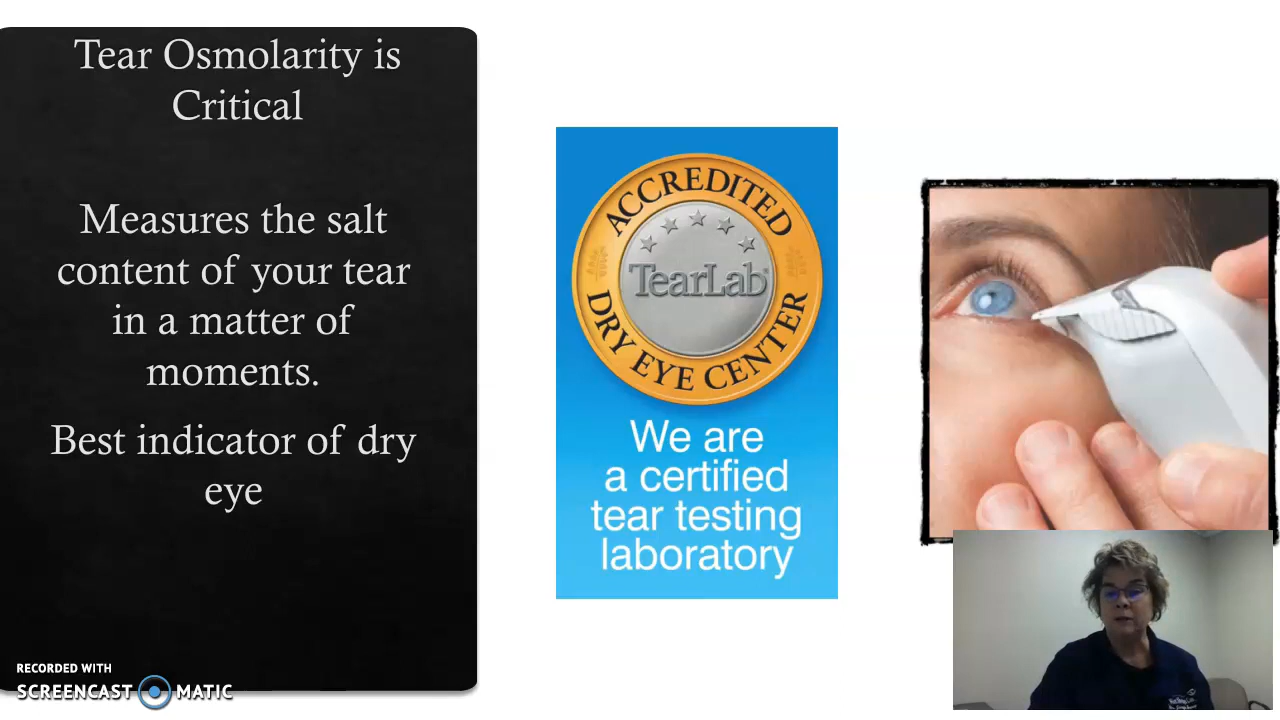 Tear Osmolarity is
Critical
Measures the salt
content of your tear
in a matter of
moments.
Best indicator of dry
eye
ACCREDITED
TearLab
DRY EYE CENTER
We are
a certified
tear testing
laboratory
RECORDED WITH
SCREENCAST MATIC